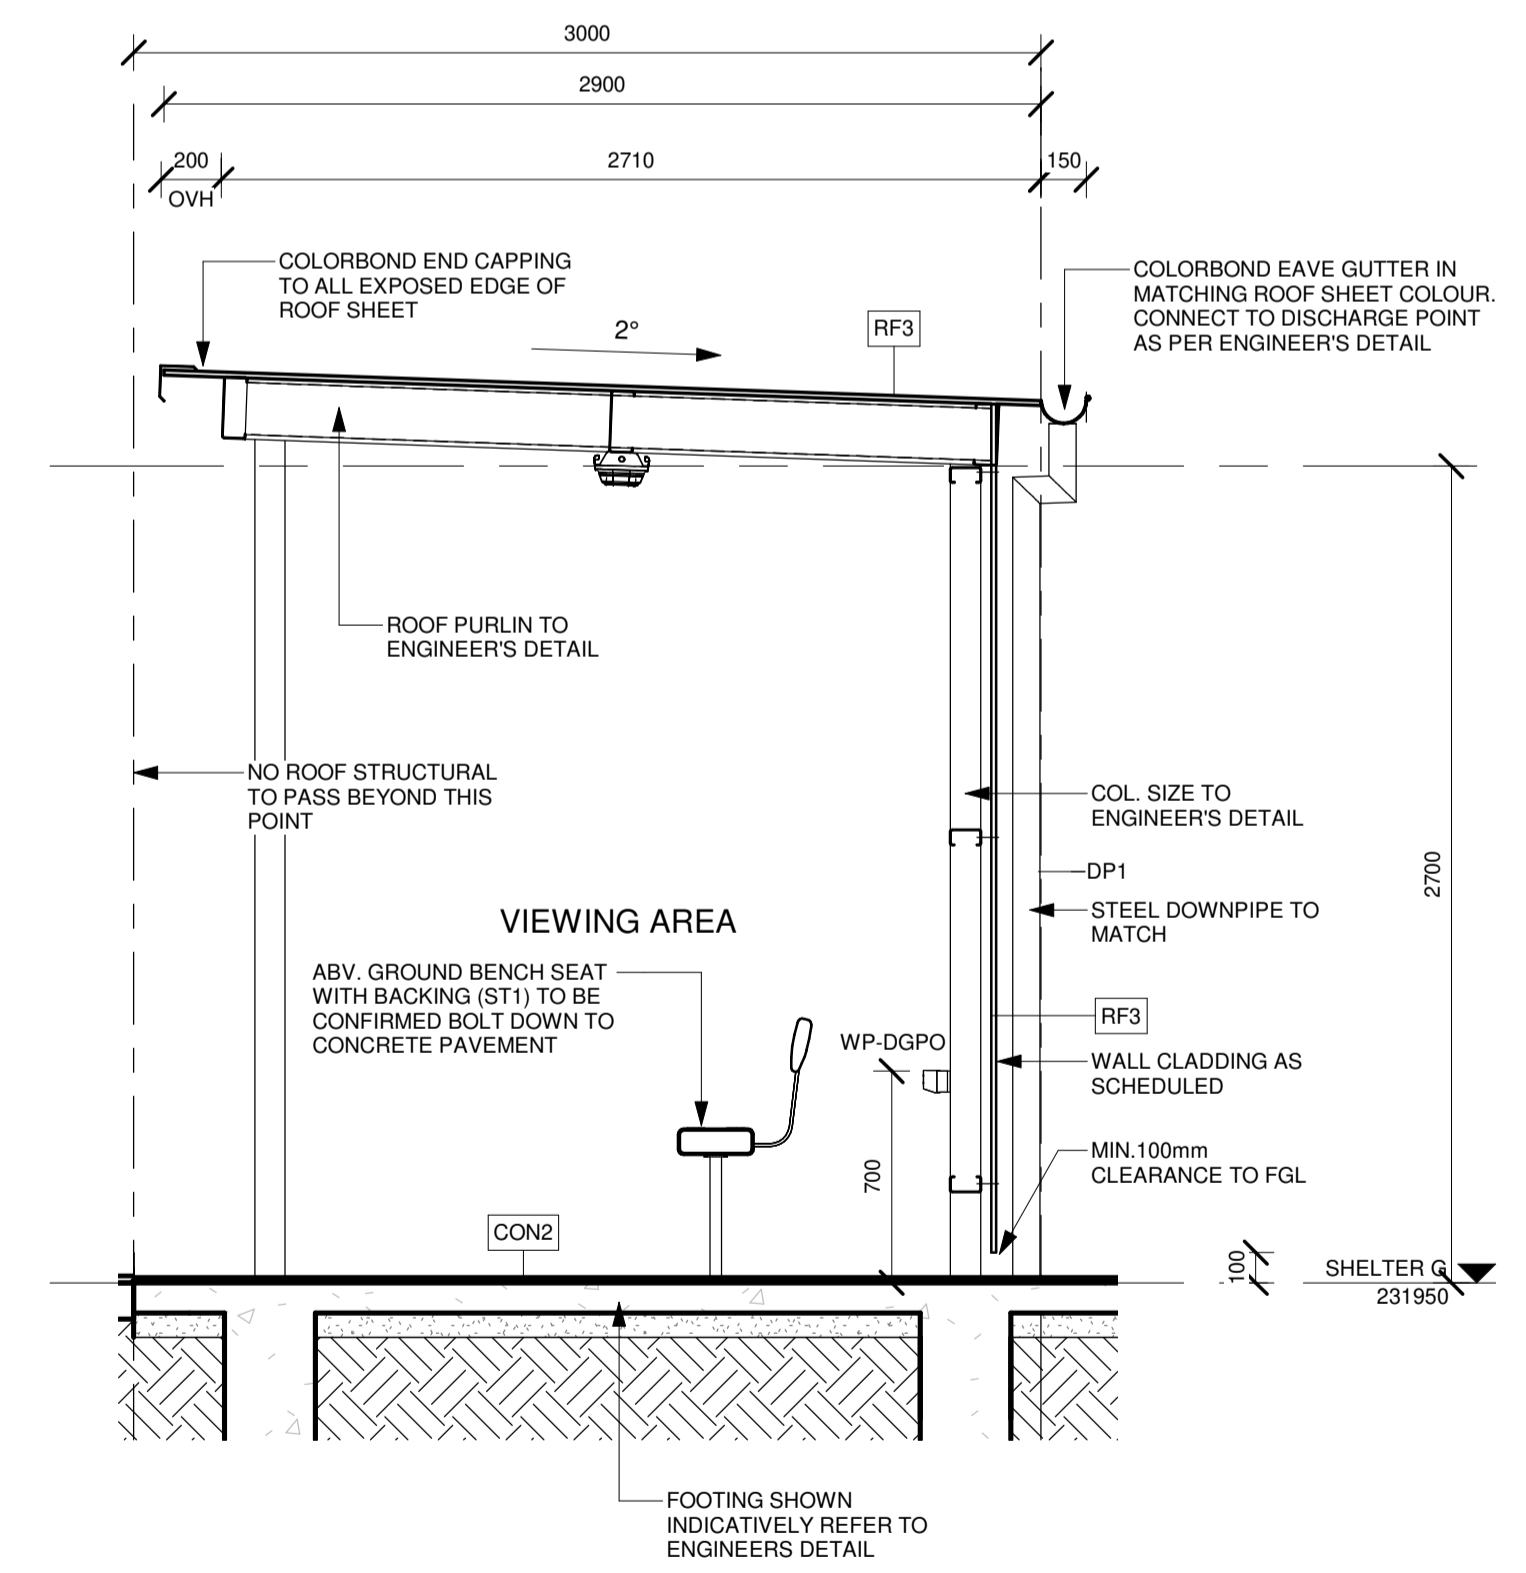 3000
2900
200
2710
150
OVH
COLORBOND END CAPPING
TO ALL EXPOSED EDGE OF
ROOF SHEET
2°
RF3
COLORBOND EAVE GUTTER IN
MATCHING ROOF SHEET COLOUR.
CONNECT TO DISCHARGE POINT
AS PER ENGINEER'S DETAIL
ROOF PURLIN TO
ENGINEER'S DETAIL
NO ROOF STRUCTURAL
TO PASS BEYOND THIS
POINT
COL. SIZE TO
ENGINEER'S DETAIL
2700
DP1
STEEL DOWNPIPE TO
MATCH
VIEWING AREA
ABV. GROUND BENCH SEAT
WITH BACKING (ST1) TO BE
CONFIRMED BOLT DOWN TO
CONCRETE PAVEMENT
WP-DGPO
RF3
WALL CLADDING AS
SCHEDULED
700
MIN.100mm
CLEARANCE TO FGL
CON2
100
SHELTER G
231950
FOOTING SHOWN
INDICATIVELY REFER TO
ENGINEERS DETAIL